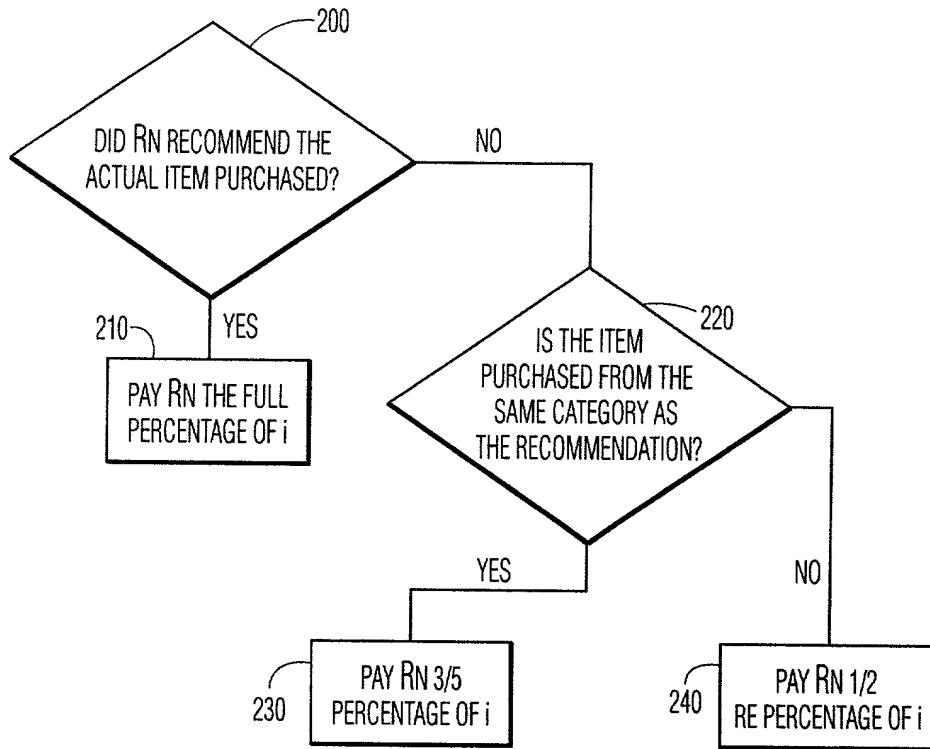 200
DID RN RECOMMEND THE
ACTUAL ITEM PURCHASED?
NO
210
YES
PAY RN THE FULL
PERCENTAGE OF i
220
IS THE ITEM
PURCHASED FROM THE
SAME CATEGORY AS
THE RECOMMENDATION?
YES
NO
230
PAY RN 3/5
PERCENTAGE OF i
240
PAY RN 1/2
RE PERCENTAGE OF i